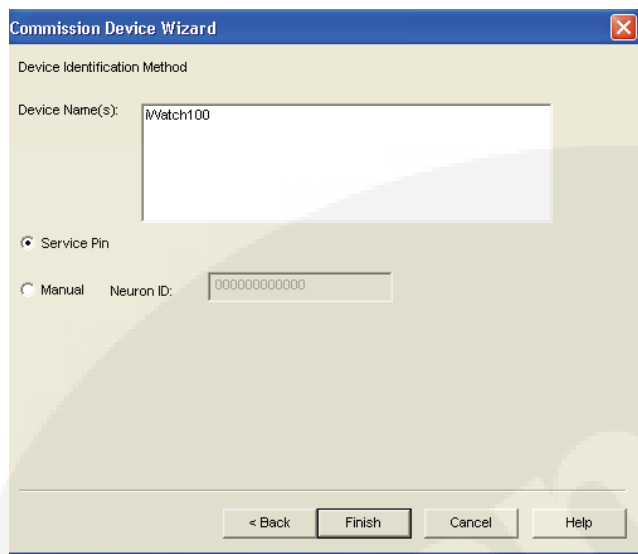 Commission Device Wizard
Device Identification Method
Device Name(s): iWatch100
Service Pin
Manual Neuron ID: 000000000000
< Back Finish Cancel Help